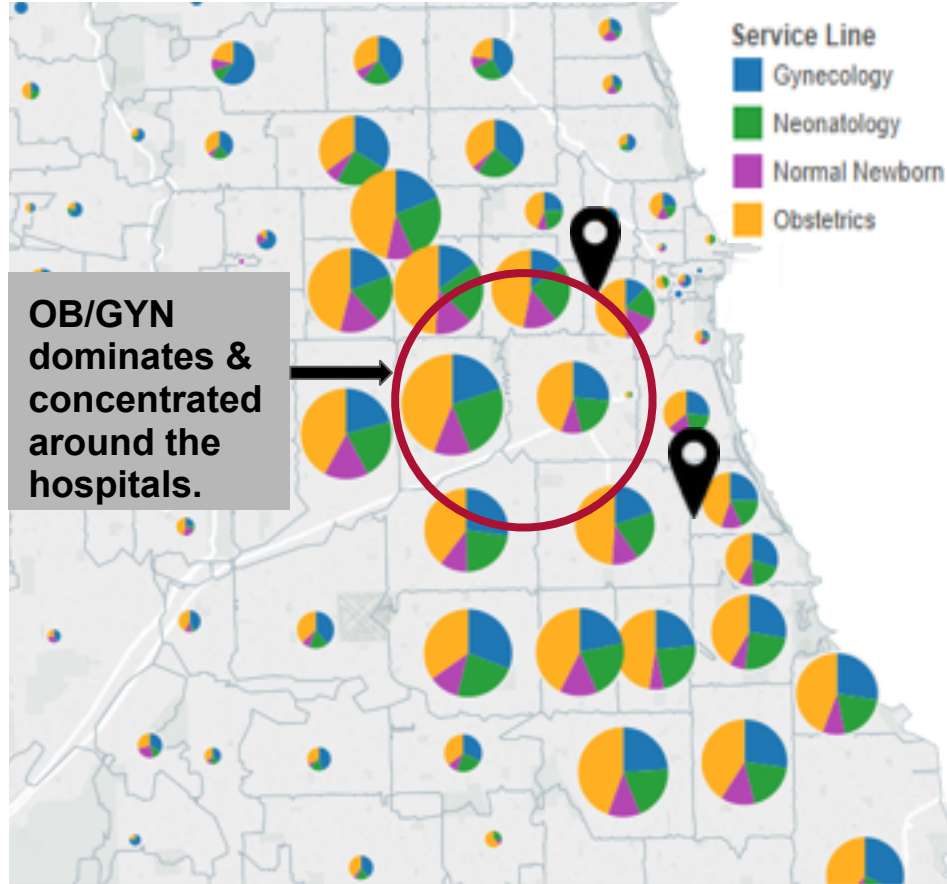 Service Line
Gynecology
Neonatology
Normal Newborn
Obstetrics
OB/GYN
dominates &
concentrated
around the
hospitals.